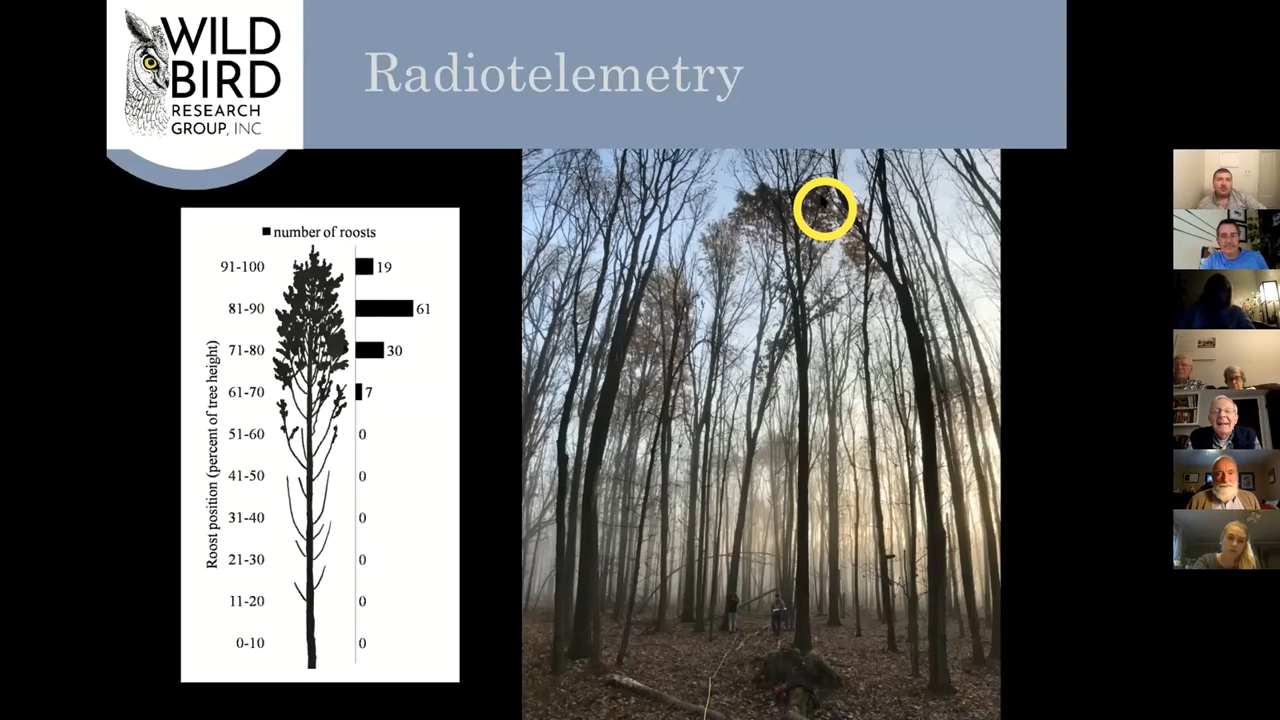 WILD
BIRD
RESEARCH
GROUP, INC
Radiotelemetry
number of roosts
Roost position (percent of tree height)
91-100 19
81-90 61
71-80 30
61-70 7
51-60 0
41-50 0
31-40 0
21-30 0
11-20 0
0-10 0